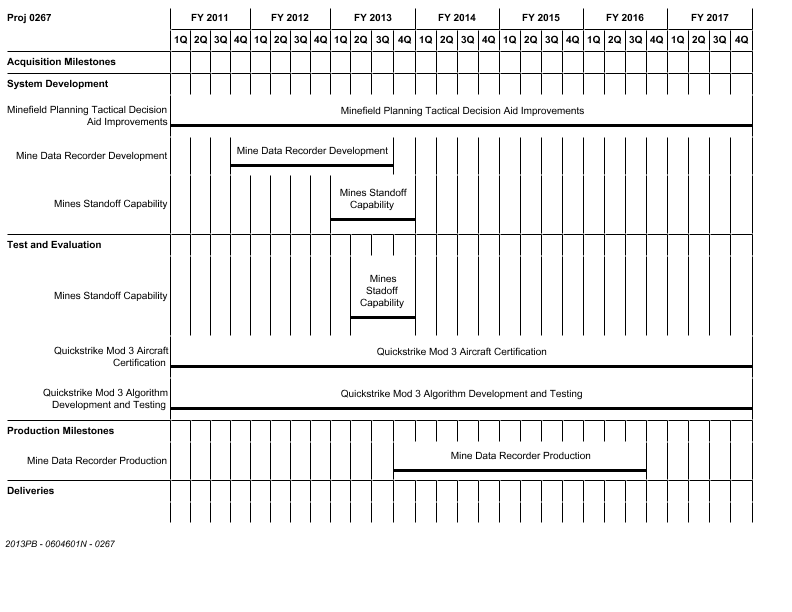 Proj 0267 FY 2011 FY 2012 FY 2013 FY 2014 FY 2015 FY 2016 FY 2017
1Q 2Q 3Q 4Q 1Q 2Q 3Q 4Q 1Q 2Q 3Q 4Q 1Q 2Q 3Q 4Q 1Q 2Q 3Q 4Q 1Q 2Q 3Q 4Q 1Q 2Q 3Q 4Q
Acquisition Milestones
System Development
Minefield Planning Tactical Decision
Aid Improvements
Minefield Planning Tactical Decision Aid Improvements
Mine Data Recorder Development
Mine Data Recorder Development
Mines Standoff Capability
Mines Standoff
Capability
Test and Evaluation
Mines Standoff Capability
Mines
Stadoff
Capability
Quickstrike Mod 3 Aircraft
Certification
Quickstrike Mod 3 Aircraft Certification
Quickstrike Mod 3 Algorithm
Development and Testing
Quickstrike Mod 3 Algorithm Development and Testing
Production Milestones
Mine Data Recorder Production
Mine Data Recorder Production
Deliveries
2013PB - 0604601N - 0267